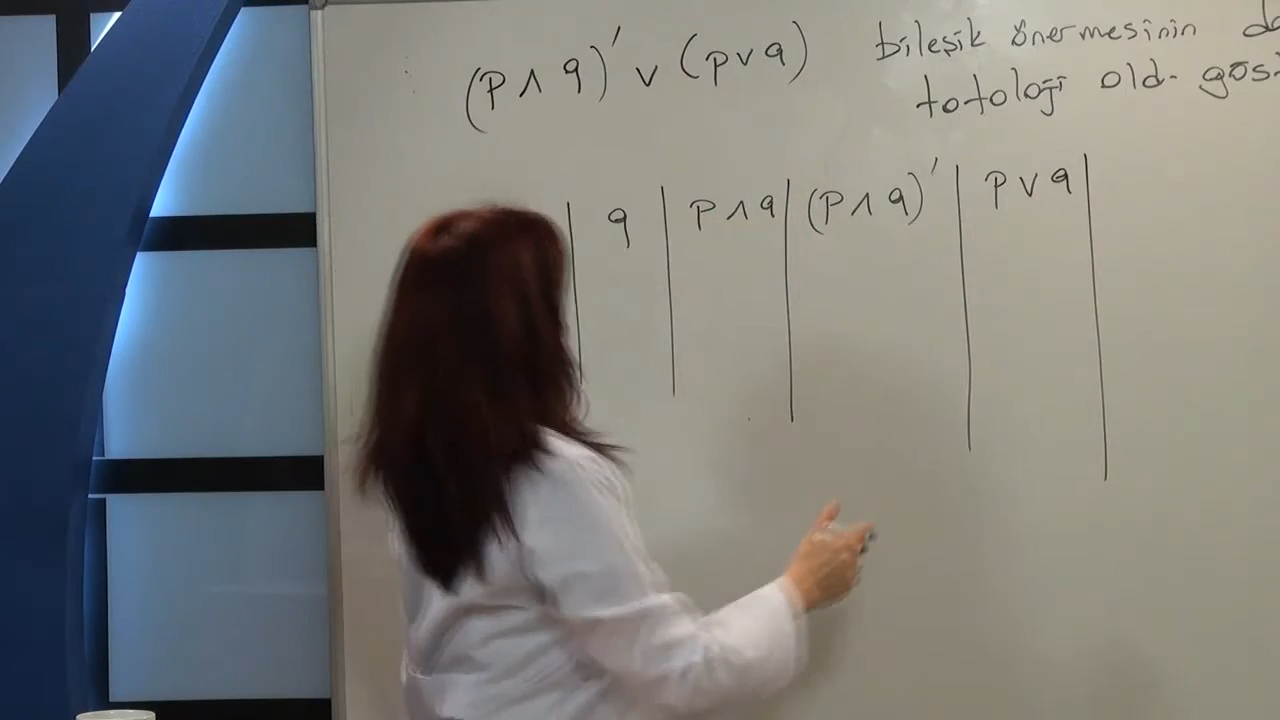 (p ∧ q)' ∨ (p ∨ q) bileşik önermesinin
totoloji old. gös
q | p ∧ q | (p ∧ q)' | p ∨ q |